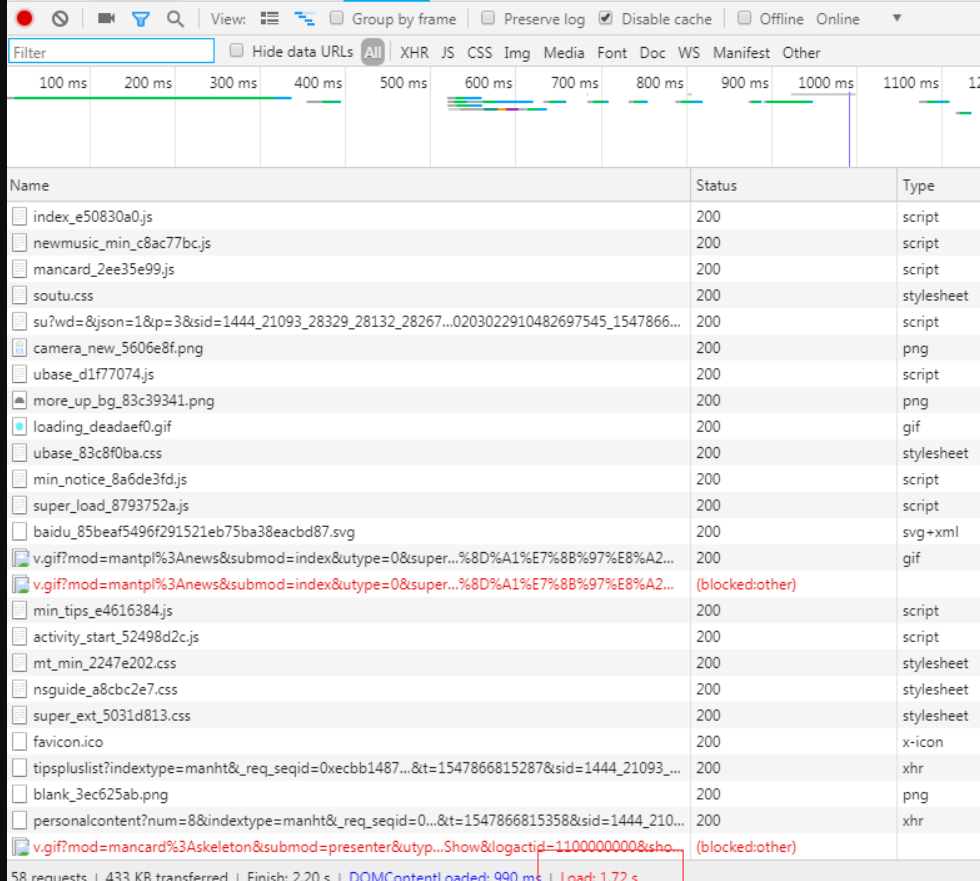 View: Group by frame Preserve log Disable cache Offline Online
Filter Hide data URLs All XHR JS CSS Img Media Font Doc WS Manifest Other
100 ms 200 ms 300 ms 400 ms 500 ms 600 ms 700 ms 800 ms 900 ms 1000 ms 1100 ms 12
Name Status Type
index_e50830a0.js 200 script
newmusic_min_c8ac77bc.js 200 script
mancard_2ee35e99.js 200 script
soutu.css 200 stylesheet
su?wd=&json=1&p=3&sid=1444_21093_28329_28132_28267...0203022910482697545_1547866... 200 script
camera_new_5606e8f.png 200 png
ubase_d1f77074.js 200 script
more_up_bg_83c39341.png 200 png
loading_deadaef0.gif 200 gif
ubase_83c8f0ba.css 200 stylesheet
min_notice_8a6de3fd.js 200 script
super_load_8793752a.js 200 script
baidu_85beaf5496f291521eb75ba38eacbd87.svg 200 svg+xml
v.gif?mod=mantpl%3Anews&submod=index&utype=0&super...%8D%A1%E7%8B%97%E8%A2... 200 gif
v.gif?mod=mantpl%3Anews&submod=index&utype=0&super...%8D%A1%E7%8B%97%E8%A2... (blocked:other)
min_tips_e4616384.js 200 script
activity_start_52498d2c.js 200 script
mt_min_2247e202.css 200 stylesheet
nsguide_a8cbc2e7.css 200 stylesheet
super_ext_5031d813.css 200 stylesheet
favicon.ico 200 x-icon
tipspluslist?indextype=manht&_req_seqid=0xecbb1487...&t=1547866815287&sid=1444_21093_... 200 xhr
blank_3ec625ab.png 200 png
personalcontent?num=8&indextype=manht&_req_seqid=0...&t=1547866815358&sid=1444_210... 200 xhr
v.gif?mod=mancard%3Askeleton&submod=presenter&utyp...Show&logactid=1100000000&sho... (blocked:other)
58 requests | 433 KB transferred | Finish: 2.20 s | DOMContentLoaded: 990 ms | Load: 1.72 s